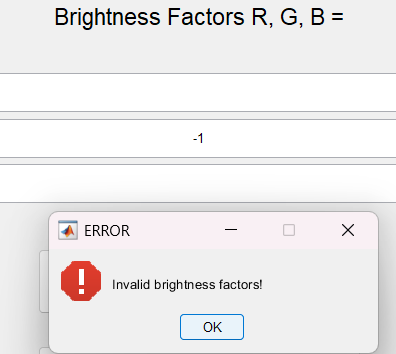 Brightness Factors R, G, B =
-1
ERROR
Invalid brightness factors!
OK